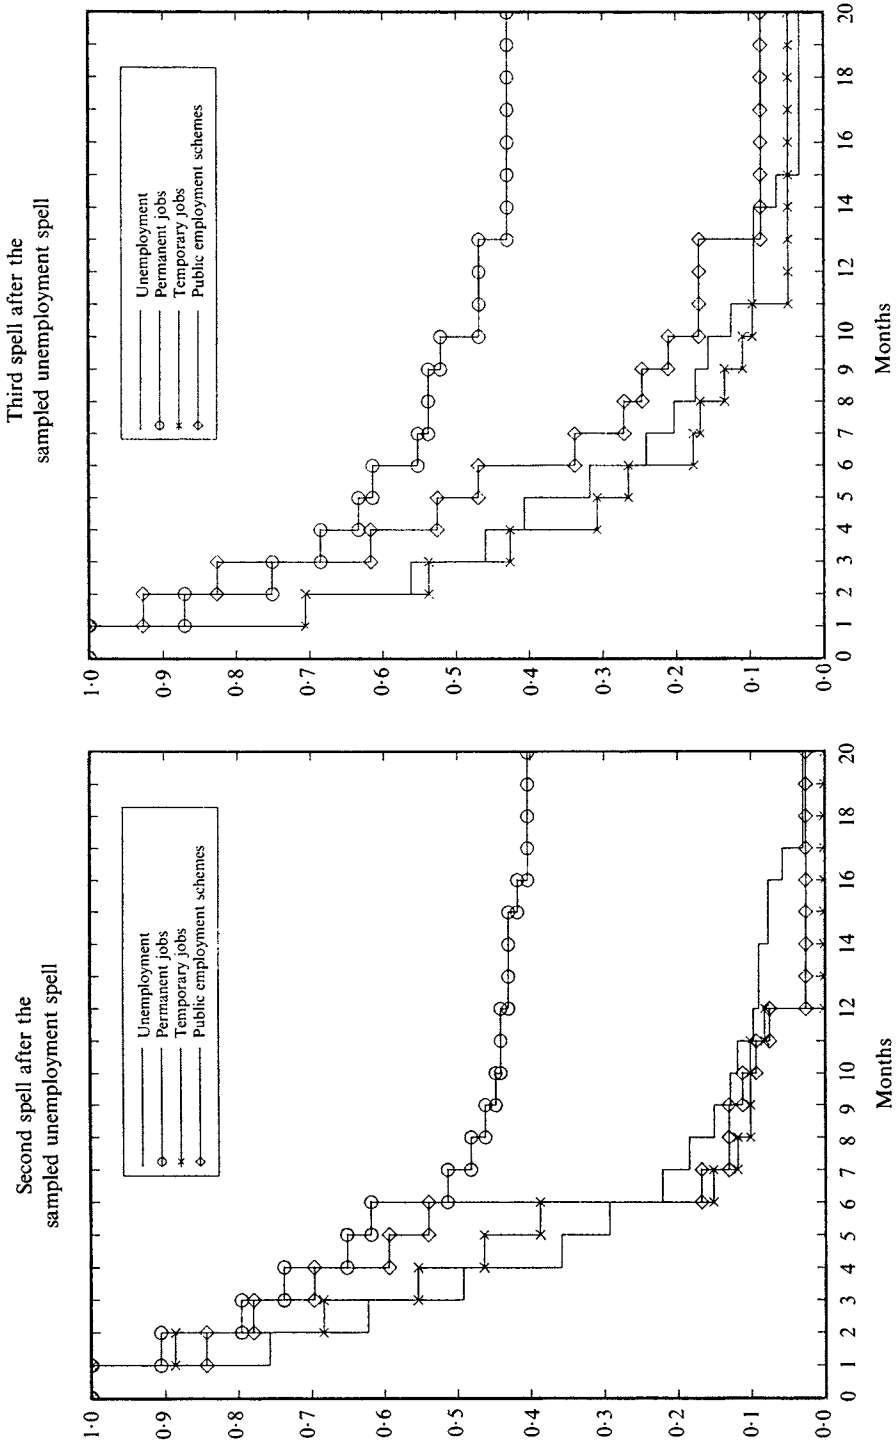 Second spell after the
sampled unemployment spell
Unemployment
Permanent jobs
Temporary jobs
Public employment schemes
1·0
0·9
0·8
0·7
0·6
0·5
0·4
0·3
0·2
0·1
0·0
0 1 2 3 4 5 6 7 8 9 10 11 12 14 16 17 18 20
Months
Third spell after the
sampled unemployment spell
Unemployment
Permanent jobs
Temporary jobs
Public employment schemes
1·0
0·9
0·8
0·7
0·6
0·5
0·4
0·3
0·2
0·1
0·0
0 1 2 3 4 5 6 7 8 9 10 11 12 14 15 16 18 20
Months